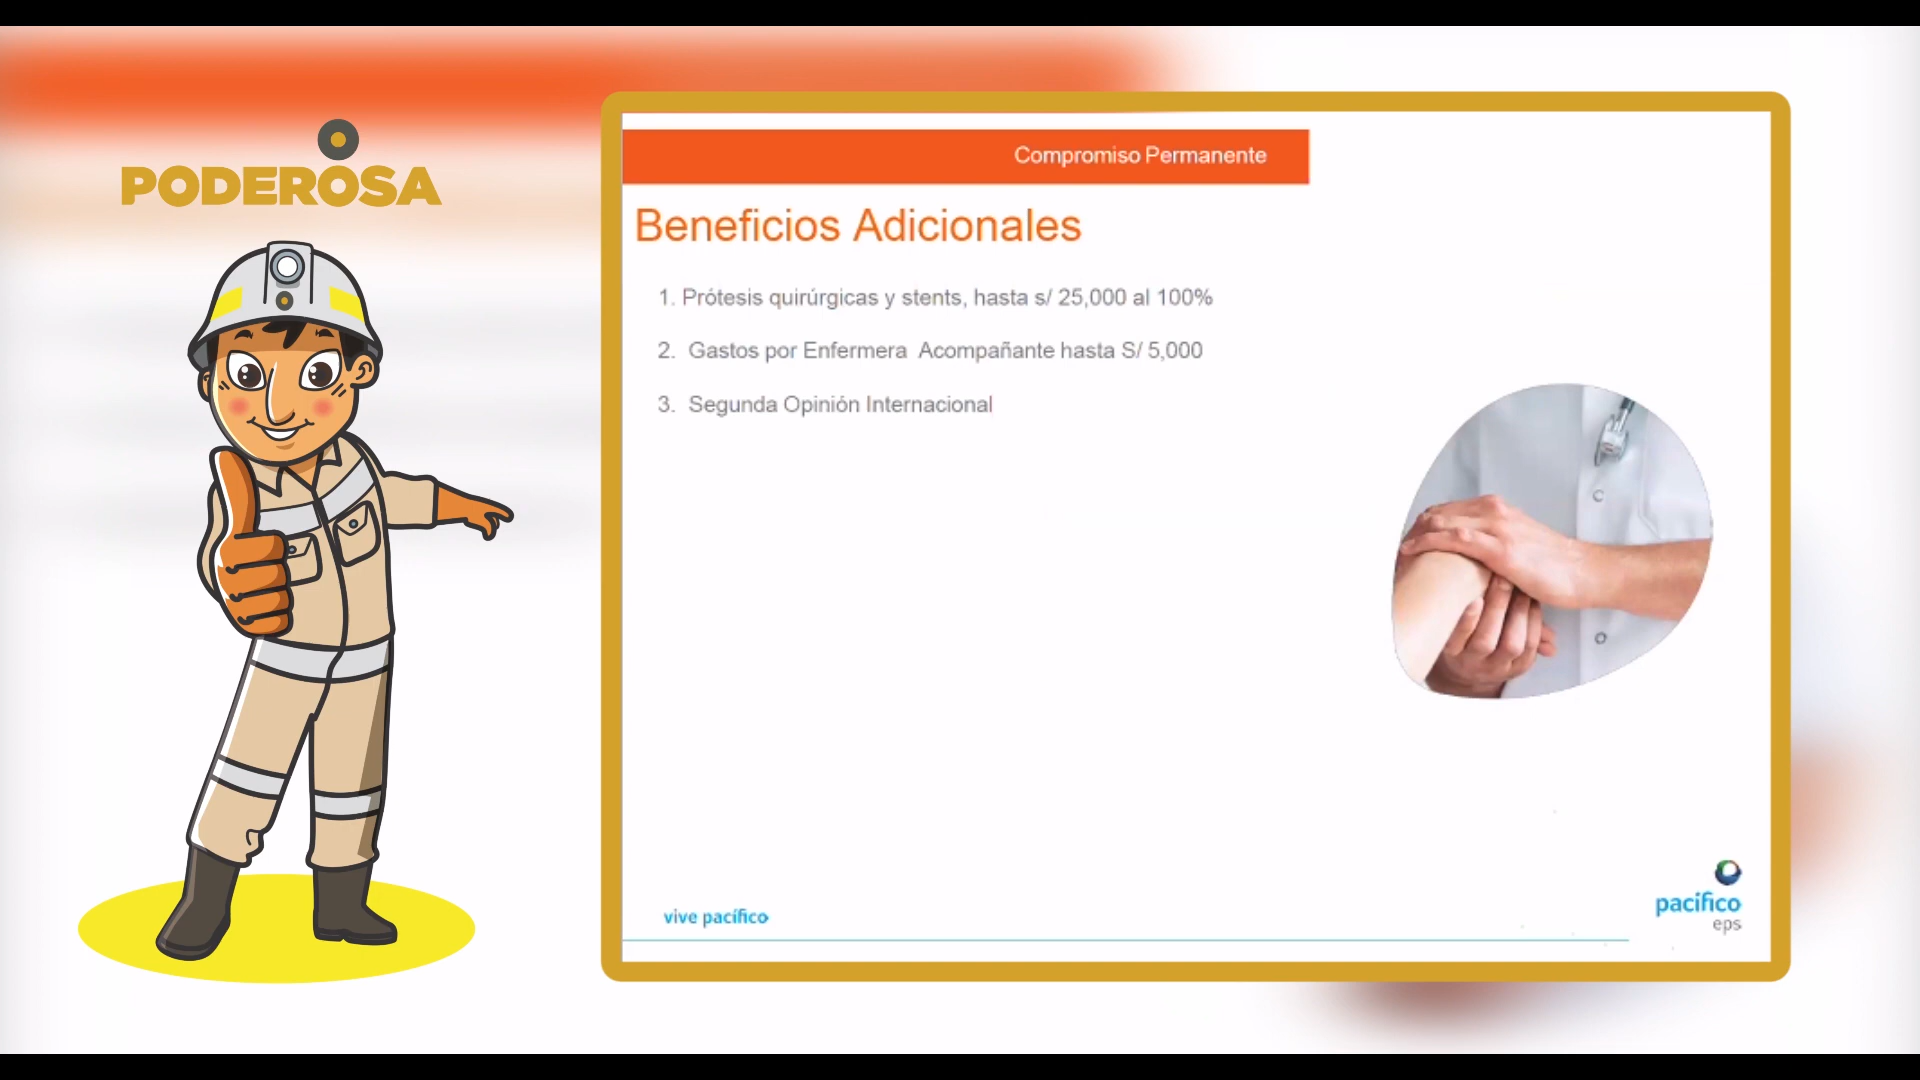 PODEROSA
Compromiso Permanente
Beneficios Adicionales
1. Prótesis quirúrgicas y stents, hasta s/ 25,000 al 100%
2. Gastos por Enfermera Acompañante hasta S/ 5,000
3. Segunda Opinión Internacional
vive pacífico
pacífico
eps